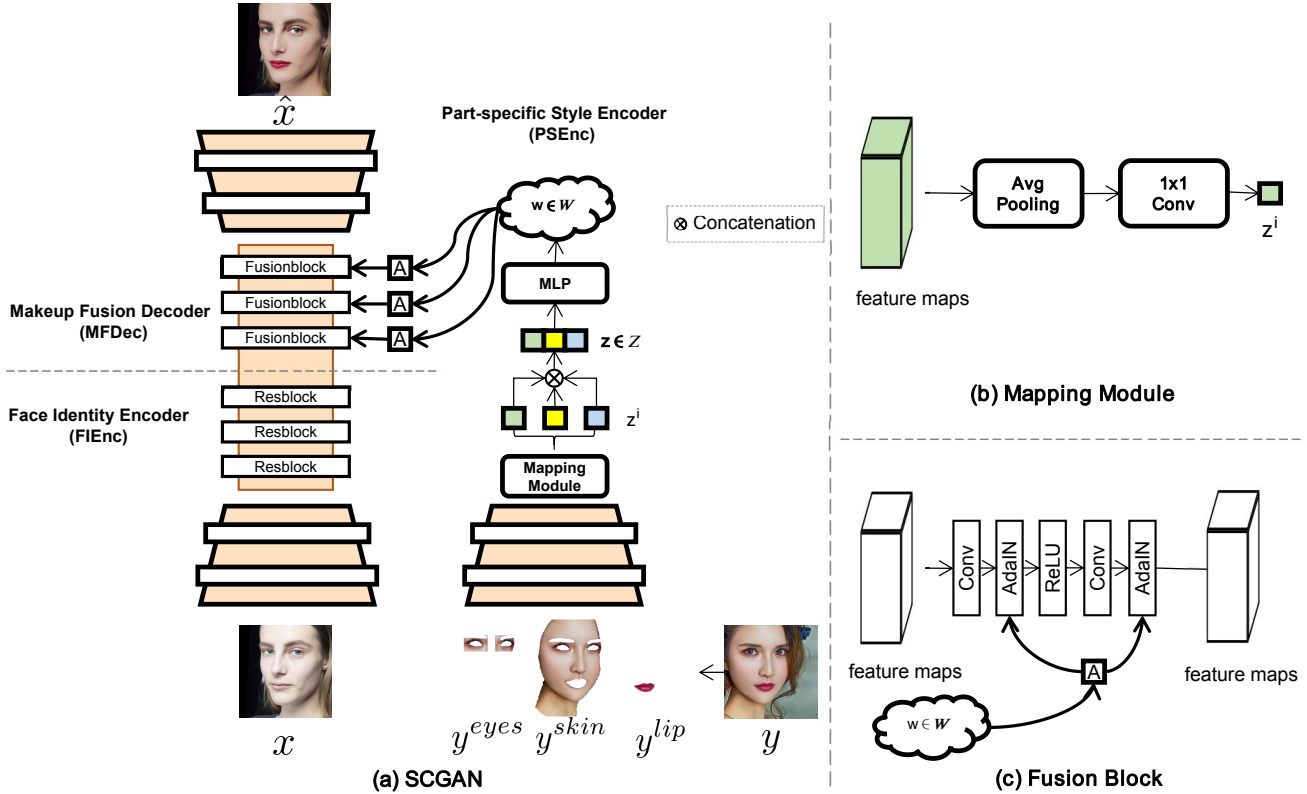 x̂
Part-specific Style Encoder
(PSEnc)
w ∈ W
⊗ Concatenation
Fusionblock
A
Fusionblock
A
Fusionblock
A
MLP
Makeup Fusion Decoder
(MFDec)
z ∈ Z
Face Identity Encoder
(FIEnc)
Resblock
Resblock
Resblock
z^i
Mapping
Module
x
y^{eyes}
y^{skin}
y^{lip}
y
(a) SCGAN
Avg
Pooling
1x1
Conv
z^i
feature maps
(b) Mapping Module
Conv
AdaIN
ReLU
Conv
AdaIN
feature maps
feature maps
A
w ∈ W
(c) Fusion Block